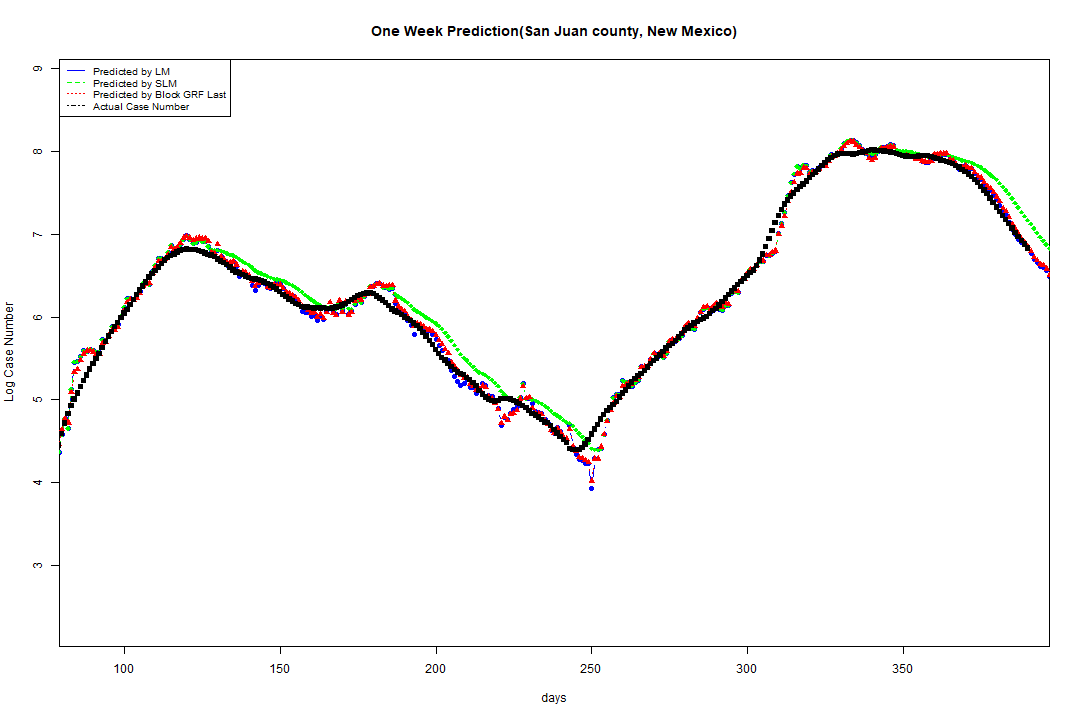 One Week Prediction(San Juan county, New Mexico)
Predicted by LM
Predicted by SLM
Predicted by Block GRF Last
Actual Case Number
Log Case Number
9
8
7
6
5
4
3
100 150 200 250 300 350
days